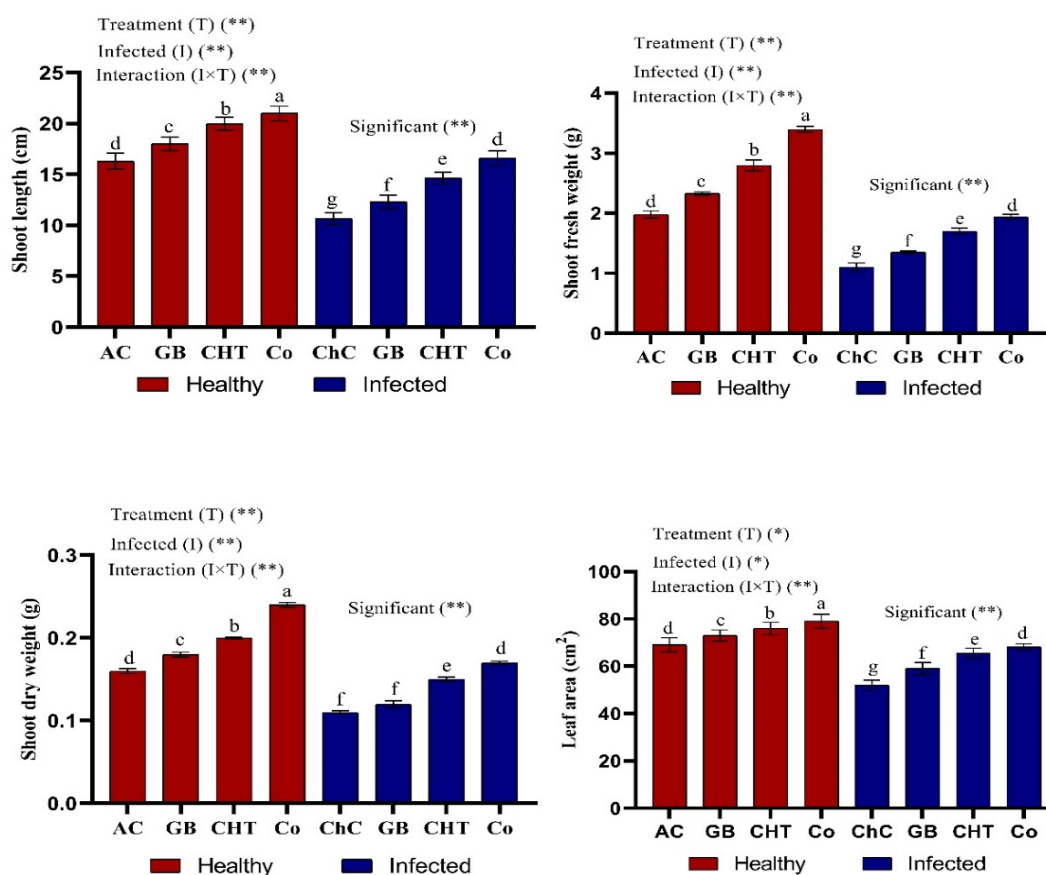 Treatment (T) (**)
Infected (I) (**)
Interaction (I×T) (**)
Significant (**)
Shoot length (cm)
25
20
15
10
5
0
d
c
b
a
g
f
e
d
AC GB CHT Co ChC GB CHT Co
Healthy Infected
Treatment (T) (**)
Infected (I) (**)
Interaction (I×T) (**)
Significant (**)
Shoot fresh weight (g)
4
3
2
1
0
d
c
b
a
g
f
e
d
AC GB CHT Co ChC GB CHT Co
Healthy Infected
Treatment (T) (**)
Infected (I) (**)
Interaction (I×T) (**)
Significant (**)
Shoot dry weight (g)
0.3
0.2
0.1
0.0
d
c
b
a
f
f
e
d
AC GB CHT Co ChC GB CHT Co
Healthy Infected
Treatment (T) (*)
Infected (I) (*)
Interaction (I×T) (**)
Significant (**)
Leaf area (cm²)
100
80
60
40
20
0
d
c
b
a
g
f
e
d
AC GB CHT Co ChC GB CHT Co
Healthy Infected